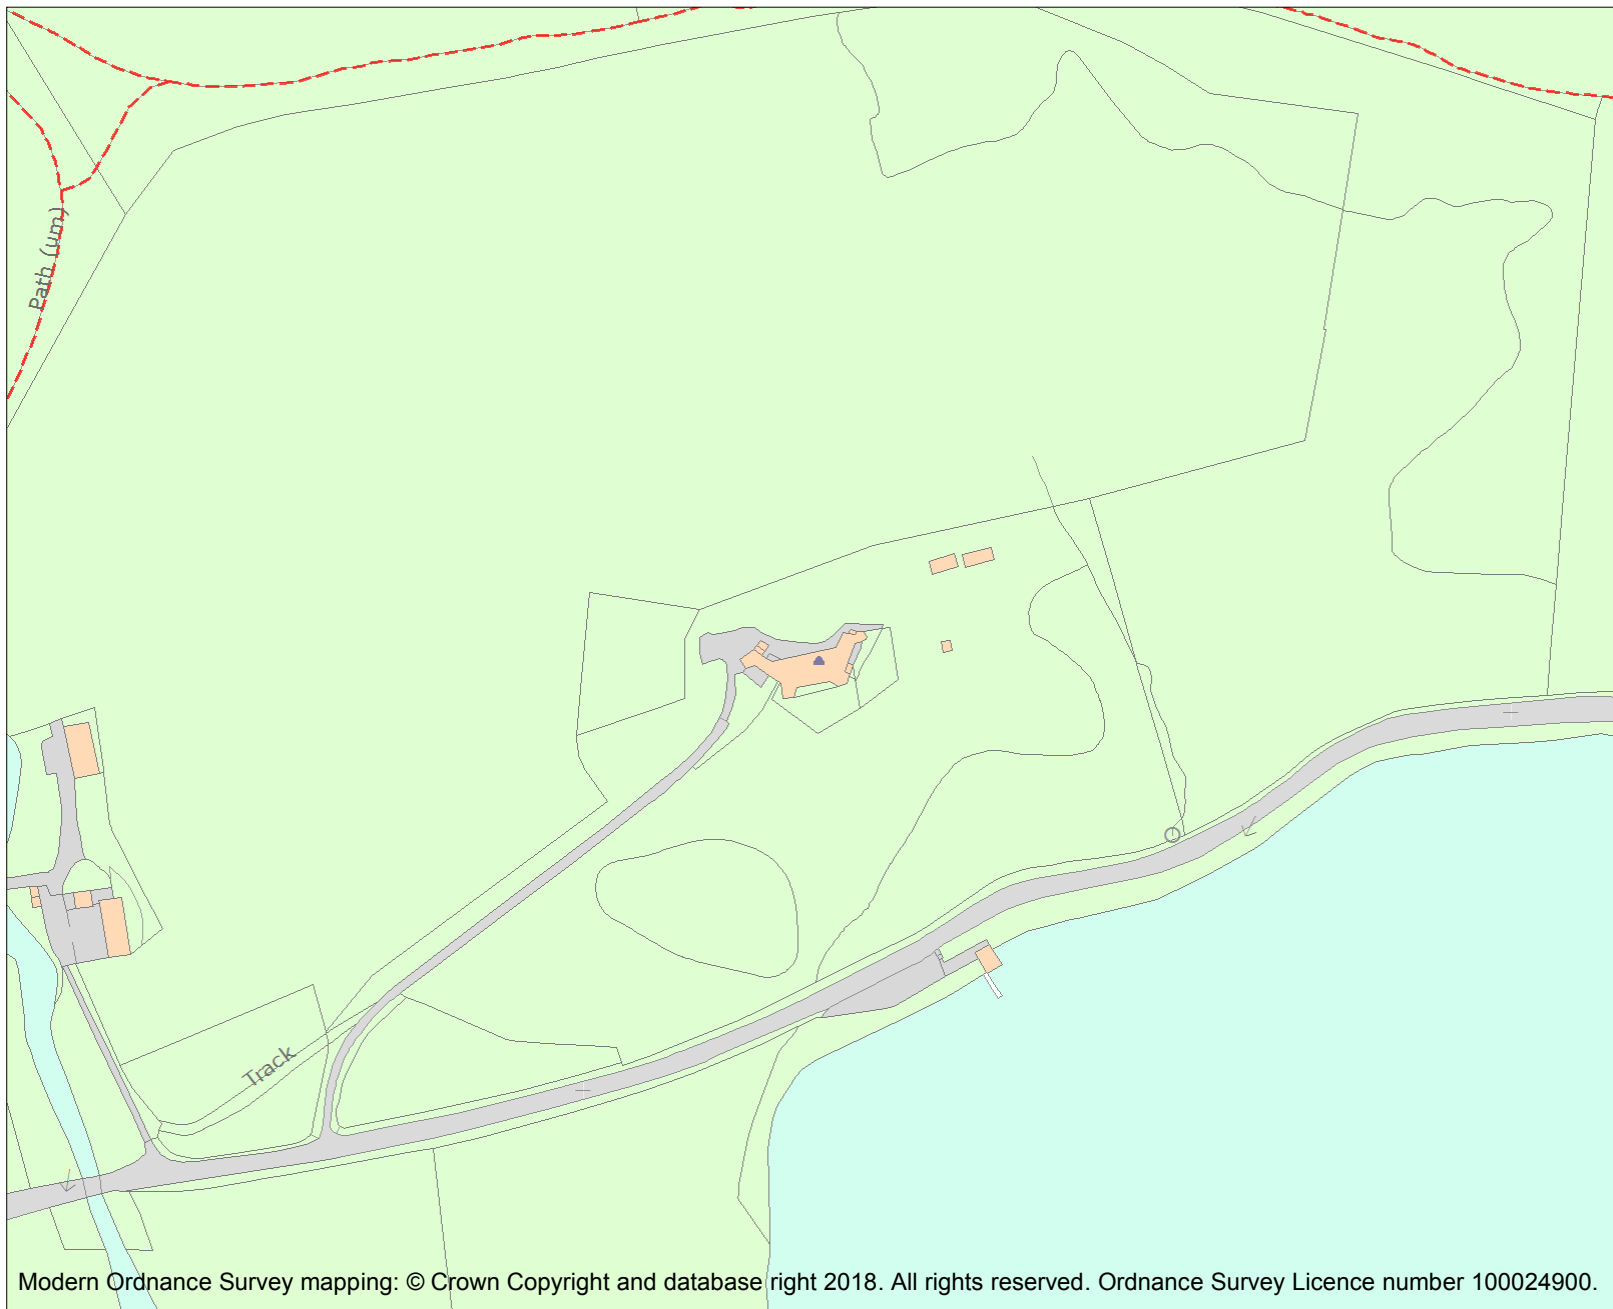 Path (um)
Track
Modern Ordnance Survey mapping: © Crown Copyright and database right 2018. All rights reserved. Ordnance Survey Licence number 100024900.